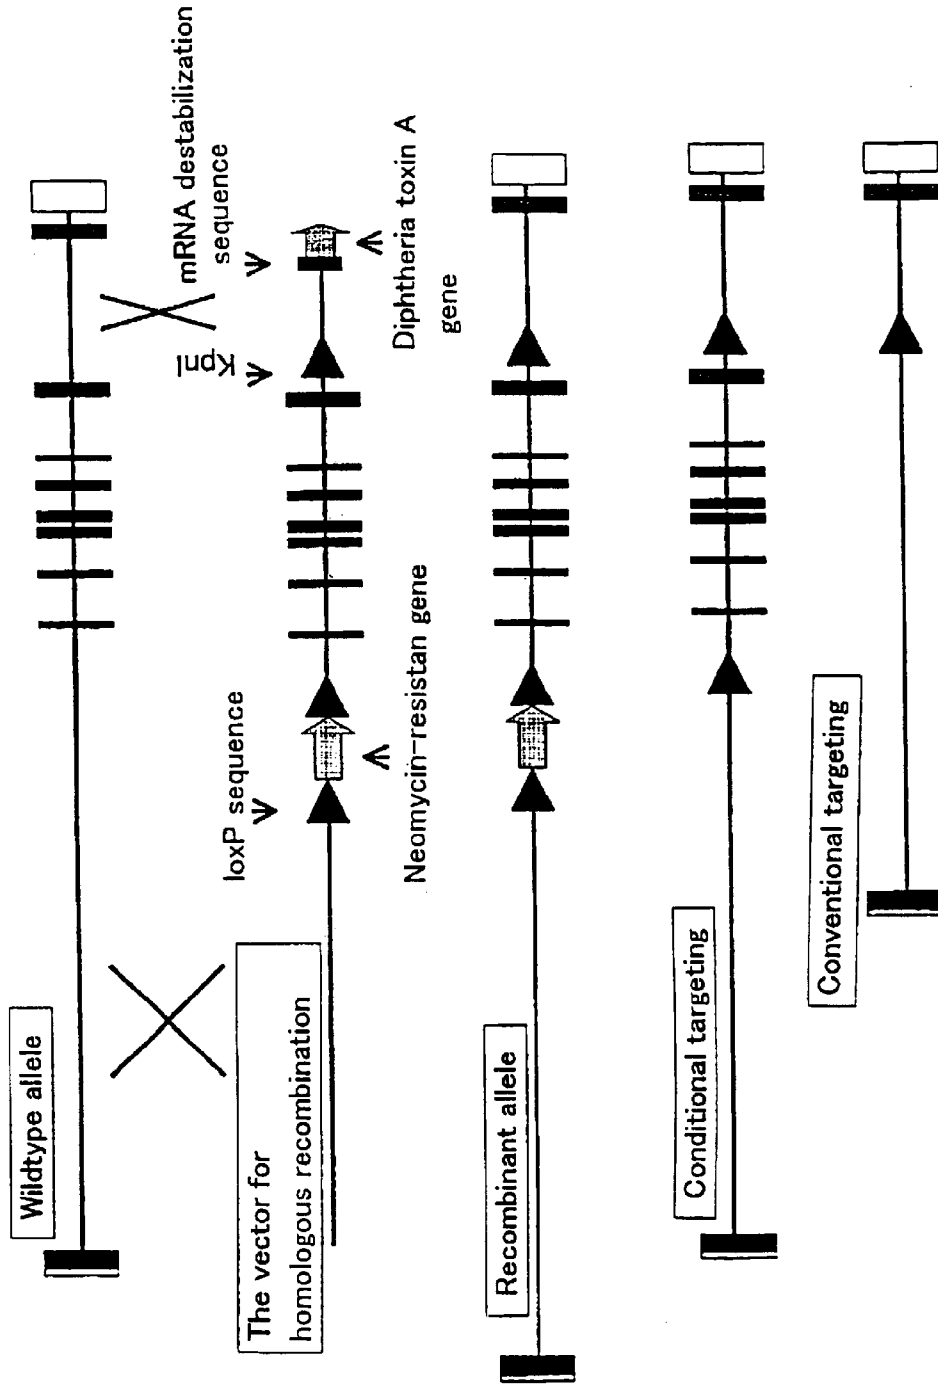 Wildtype allele
mRNA destabilization
sequence
KpnI
The vector for
homologous recombination
loxP sequence
Neomycin-resistan gene
Diphtheria toxin A
gene
Recombinant allele
Conditional targeting
Conventional targeting